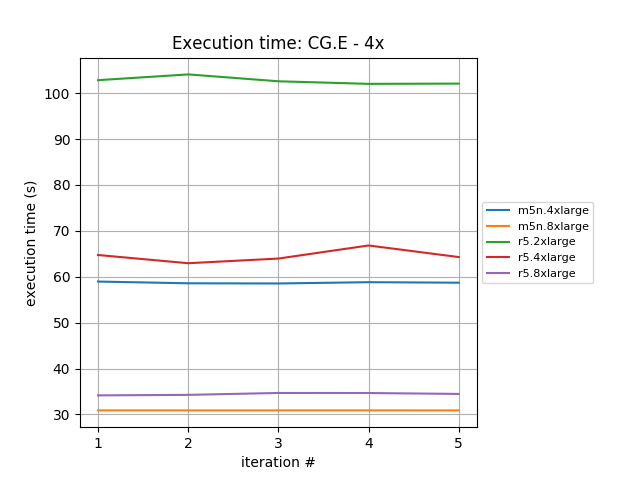 Execution time: CG.E - 4x
execution time (s)
100
90
80
70
60
50
40
30
1 2 3 4 5
iteration #
m5n.4xlarge
m5n.8xlarge
r5.2xlarge
r5.4xlarge
r5.8xlarge